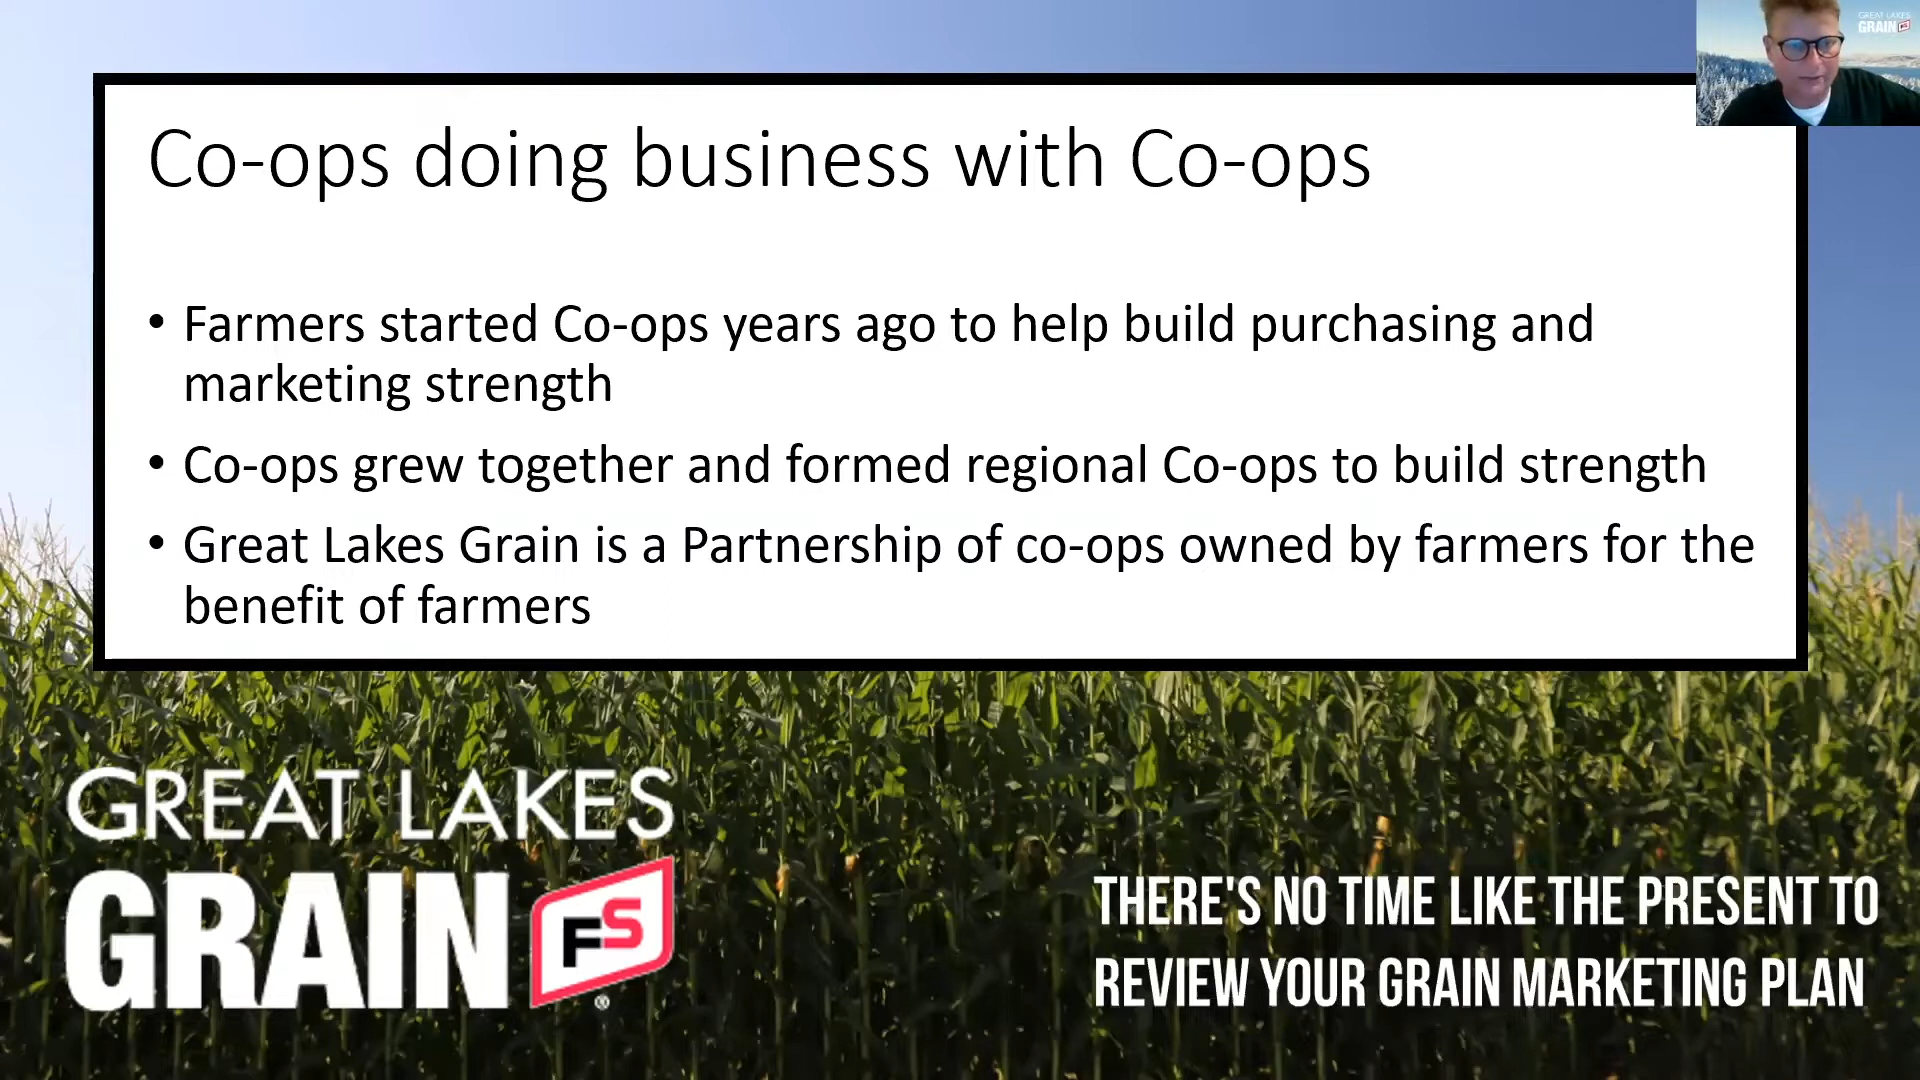 GREAT LAKES
GRAIN
Co-ops doing business with Co-ops
• Farmers started Co-ops years ago to help build purchasing and
marketing strength
• Co-ops grew together and formed regional Co-ops to build strength
• Great Lakes Grain is a Partnership of co-ops owned by farmers for the
benefit of farmers
GREAT LAKES
GRAIN FS
®
THERE'S NO TIME LIKE THE PRESENT TO
REVIEW YOUR GRAIN MARKETING PLAN